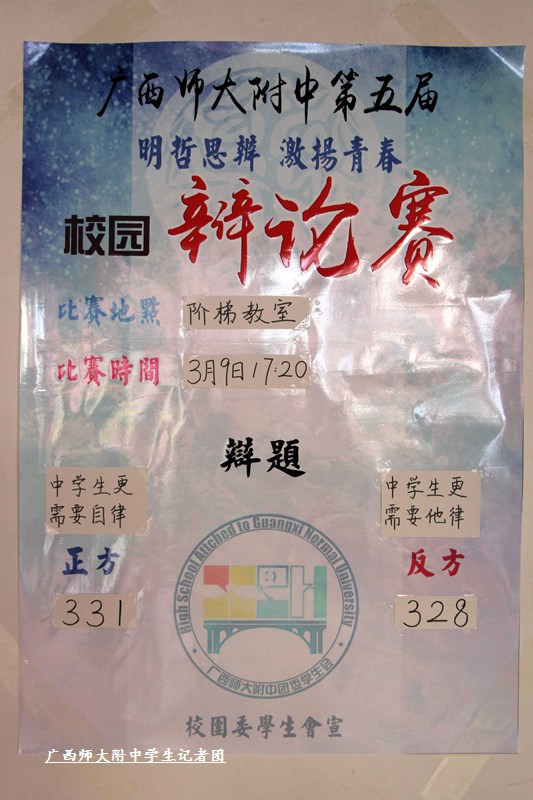 广西师大附中第五届
明哲思辨 激揚青春
校园 辩论赛
比賽地點 阶梯教室
比賽時間 3月9日17:20
辯題
中学生更 中学生更
需要自律 需要他律
正方 反方
331 328
High School Attched to Guangxi Normal University
广西师大附中团委学生会
校團委學生會宣
广西师大附中学生记者团